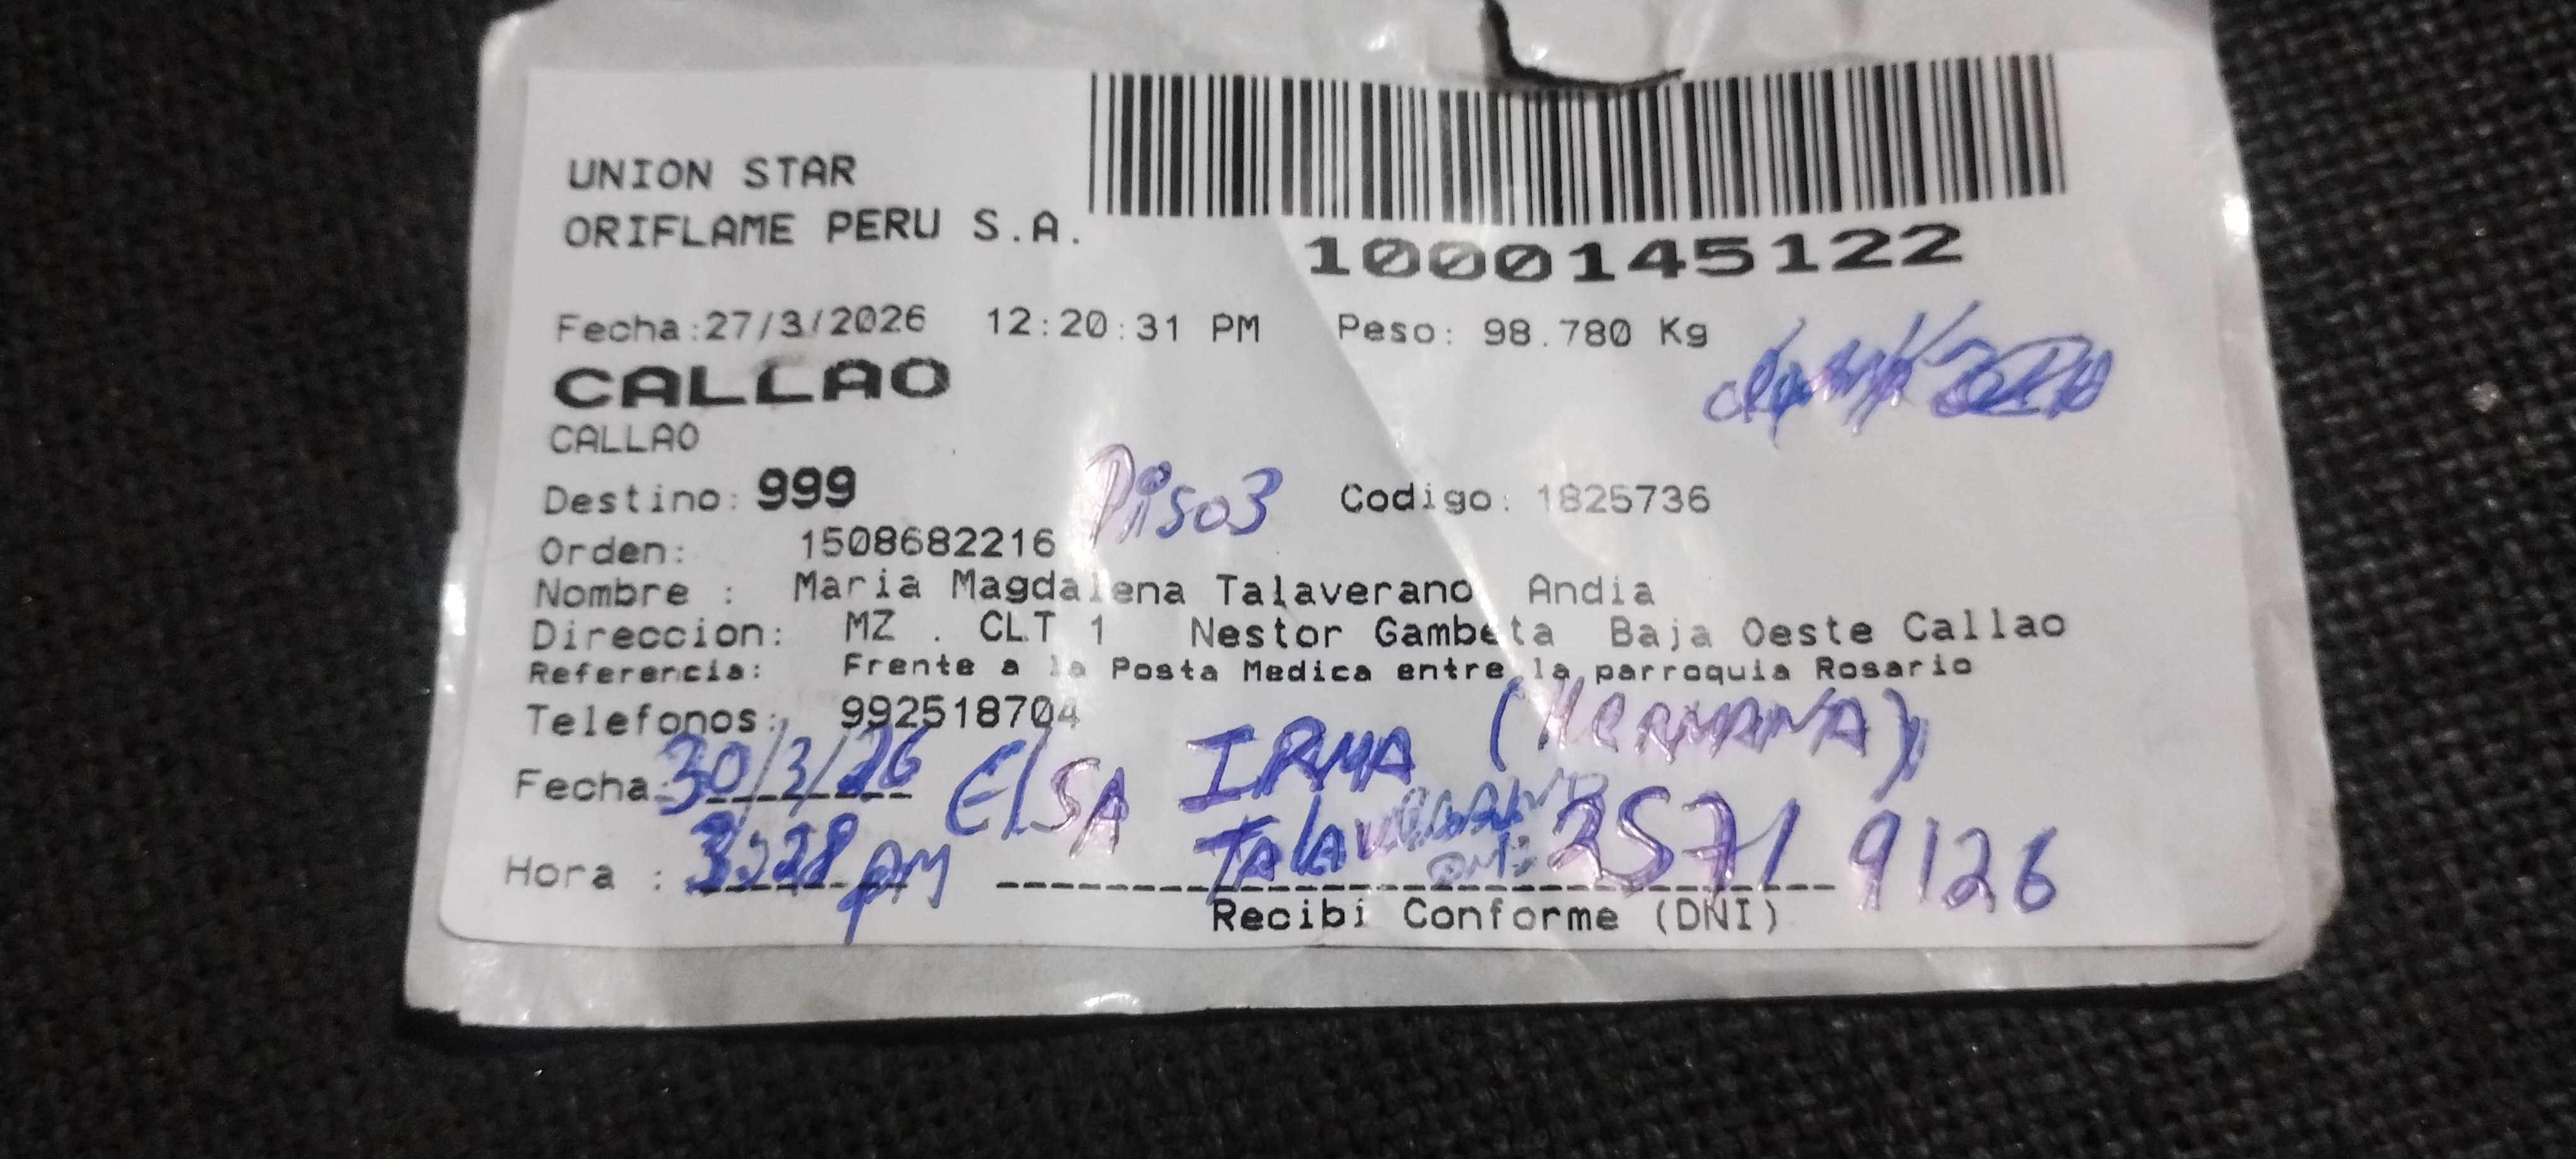 UNION STAR
ORIFLAME PERU S.A.
1000145122
Fecha:27/3/2026 12:20:31 PM Peso: 98.780 Kg
CALLAO
CALLAO
Destino: 999 Piso3 Codigo: 1825736
Orden: 1508682216
Nombre : Maria Magdalena Talaverano Andia
Direccion: MZ . CLT 1 Nestor Gambeta Baja Oeste Callao
Referencia: Frente a la Posta Medica entre la parroquia Rosario
Telefonos: 992518704
Fecha: 30/3/26 ElSA IRMA (HERMANA)
Hora : 3:28 pm TALAVERANO DNI: 2571 9126
Recibi Conforme (DNI)